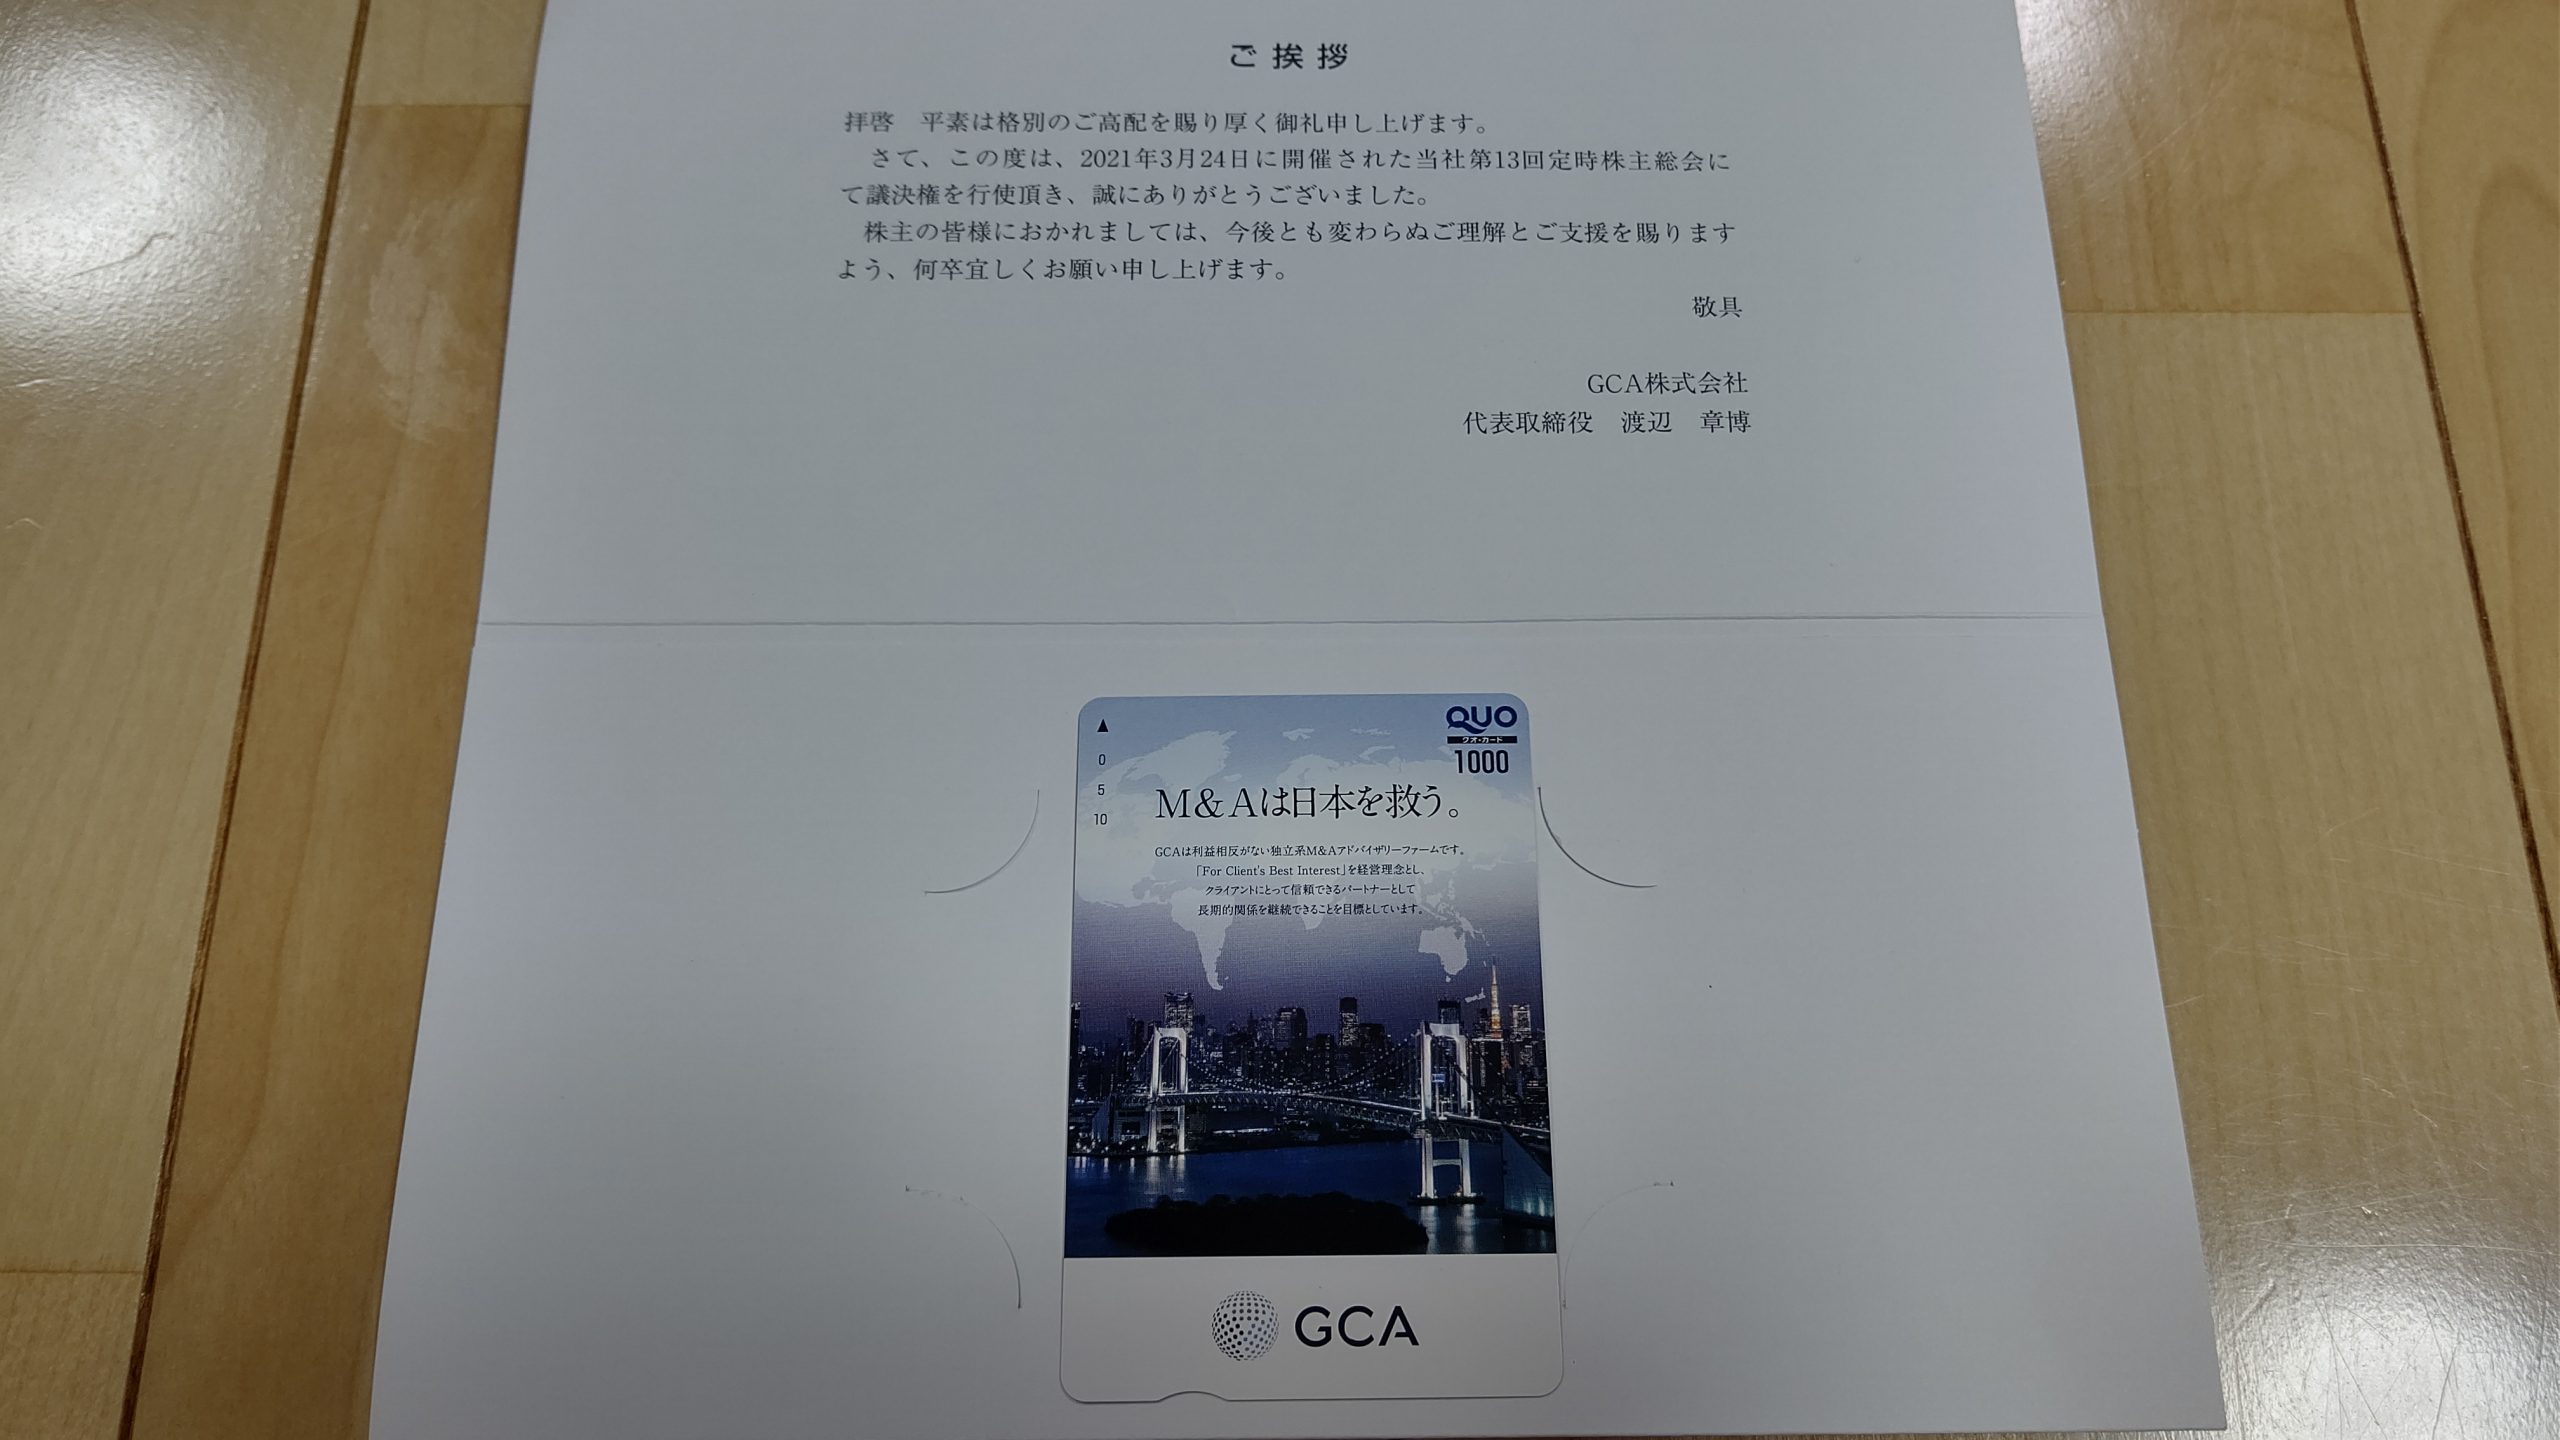 ご挨拶
拝啓　平素は格別のご高配を賜り厚く御礼申し上げます。
さて、この度は、2021年3月24日に開催された当社第13回定時株主総会に
て議決権を行使頂き、誠にありがとうございました。
株主の皆様におかれましては、今後とも変わらぬご理解とご支援を賜ります
よう、何卒宜しくお願い申し上げます。
敬具
GCA株式会社
代表取締役　渡辺　章博
QUO
クオ・カード
1000
▲
0
5
10
M&Aは日本を救う。
GCAは利益相反がない独立系M&Aアドバイザリーファームです。
「For Client's Best Interest」を経営理念とし、
クライアントにとって信頼できるパートナーとして
長期的関係を継続できることを目標としています。
GCA